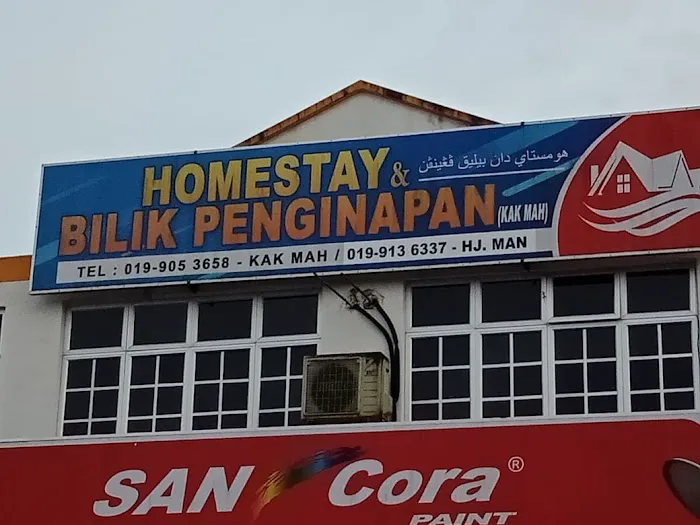 HOMESTAY & هومستاي دان بيليق ڤڠينڤن
BILIK PENGINAPAN (KAK MAH)
TEL : 019-905 3658 - KAK MAH / 019-913 6337 - HJ. MAN
SAN Cora®
PAINT